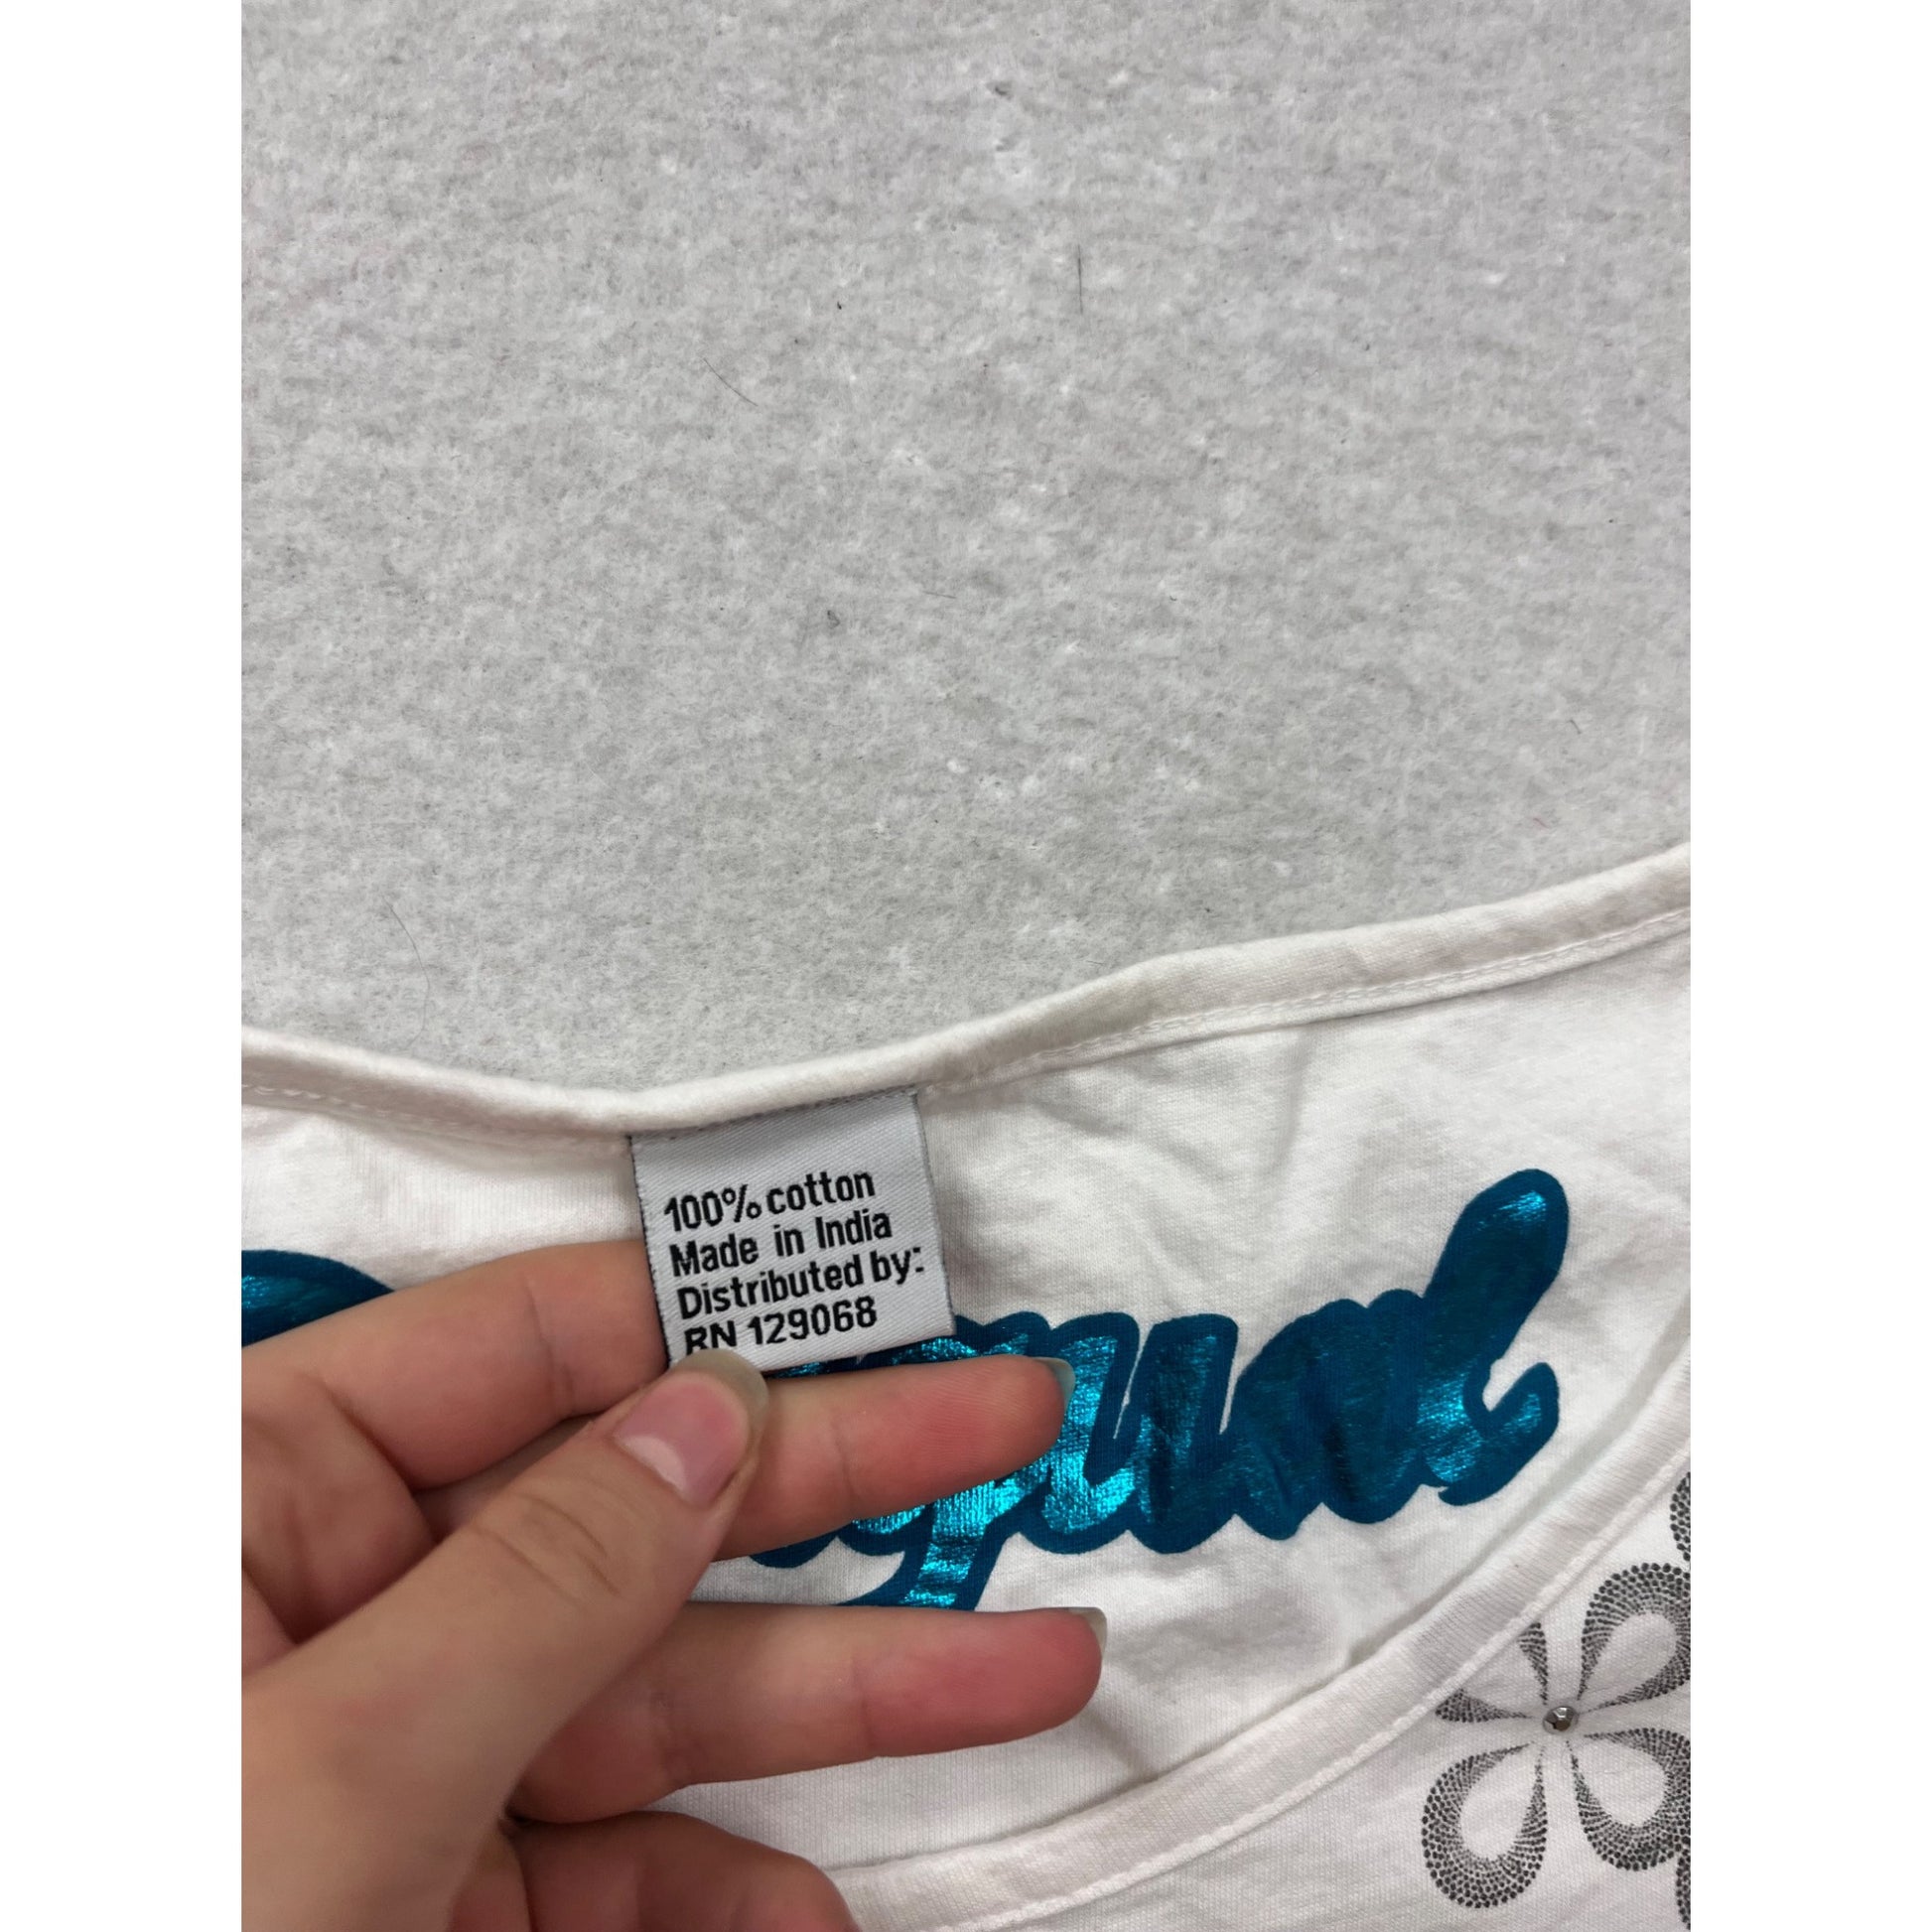 100% cotton
Made in India
Distributed by:
RN 129068